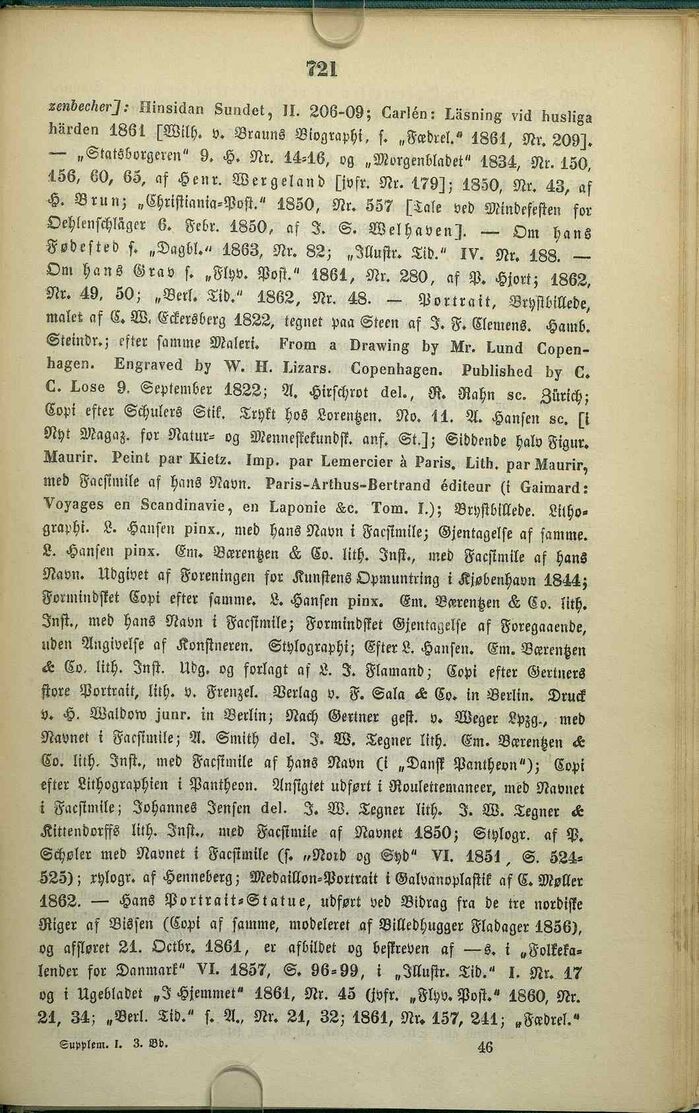 721
zenbecher]: Hinsidan Sundet, II. 206-09; Carlén: Läsning vid husliga
härden 1861 [Wilh. v. Brauns Biographi, s. „Fædrel.“ 1861, Nr. 209].
— „Statsborgeren“ 9. H. Nr. 14=16, og „Morgenbladet“ 1834, Nr. 150,
156, 60, 65, af Henr. Wergeland [jvfr. Nr. 179]; 1850, Nr. 43, af
H. Brun; „Christiania=Post.“ 1850, Nr. 557 [Tale ved Mindefesten for
Oehlenschläger 6. Febr. 1850, af J. S. Welhaven]. — Om hans
Fødested s. „Dagbl.“ 1863, Nr. 82; „Illustr. Tid.“ IV. Nr. 188. —
Om hans Grav s. „Flyv. Post.“ 1861, Nr. 280, af P. Hjort; 1862,
Nr. 49, 50; „Berl. Tid.“ 1862, Nr. 48. — Portrait, Brystbillede,
malet af C. W. Eckersberg 1822, tegnet paa Steen af J. F. Clemens. Hamb.
Steindr.; efter samme Maleri. From a Drawing by Mr. Lund Copen-
hagen. Engraved by W. H. Lizars. Copenhagen. Published by C.
C. Lose 9. September 1822; A. Hirschrot del., R. Rahn sc. Zürich;
Copi efter Schulers Stik. Trykt hos Lorentzen. No. 11. A. Hansen sc. [i
Nyt Magaz. for Natur= og Menneskekundsk. anf. St.]; Siddende halv Figur.
Maurir. Peint par Kietz. Imp. par Lemercier à Paris. Lith. par Maurir,
med Facsimile af hans Navn. Paris-Arthus-Bertrand éditeur (i Gaimard:
Voyages en Scandinavie, en Laponie &c. Tom. I.); Brystbillede. Litho=
graphi. L. Hansen pinx., med hans Navn i Facsimile; Gjentagelse af samme.
L. Hansen pinx. Em. Bærentzen & Co. lith. Inst., med Facsimile af hans
Navn. Udgivet af Foreningen for Kunstens Opmuntring i Kjøbenhavn 1844;
Formindsket Copi efter samme. L. Hansen pinx. Em. Bærentzen & Co. lith.
Inst., med hans Navn i Facsimile; Formindsket Gjentagelse af Foregaaende,
uden Angivelse af Konstneren. Stylographi; Efter L. Hansen. Em. Bærentzen
& Co. lith. Inst. Udg. og forlagt af L. J. Flamand; Copi efter Gertners
store Portrait, lith. v. Frenzel. Verlag v. F. Sala & Co. in Berlin. Druck
v. H. Waldow junr. in Berlin; Nach Gertner gest. v. Weger Lpzg., med
Navnet i Facsimile; A. Smith del. J. W. Tegner lith. Em. Bærentzen &
Co. lith. Inst., med Facsimile af hans Navn (i „Dansk Pantheon“); Copi
efter Lithographien i Pantheon. Ansigtet udført i Roulettemaneer, med Navnet
i Facsimile; Johannes Jensen del. J. W. Tegner lith. J. W. Tegner &
Kittendorffs lith. Inst., med Facsimile af Navnet 1850; Stylogr. af P.
Schøler med Navnet i Facsimile (s. „Nord og Syd“ VI. 1851, S. 524=
525); xylogr. af Henneberg; Medaillon=Portrait i Galvanoplastik af C. Møller
1862. — Hans Portrait=Statue, udført ved Bidrag fra de tre nordiske
Riger af Bissen (Copi af samme, modeleret af Billedhugger Fladager 1856),
og afsløret 21. Octbr. 1861, er afbildet og beskreven af —s. i „Folkeka=
lender for Danmark“ VI. 1857, S. 96=99, i „Illustr. Tid.“ I. Nr. 17
og i Ugebladet „I Hjemmet“ 1861, Nr. 45 (jvfr. „Flyv. Post.“ 1860, Nr.
21, 34; „Berl. Tid.“ s. A., Nr. 21, 32; 1861, Nr. 157, 241; „Fædrel.“
Supplem. I. 3. Bd. 46